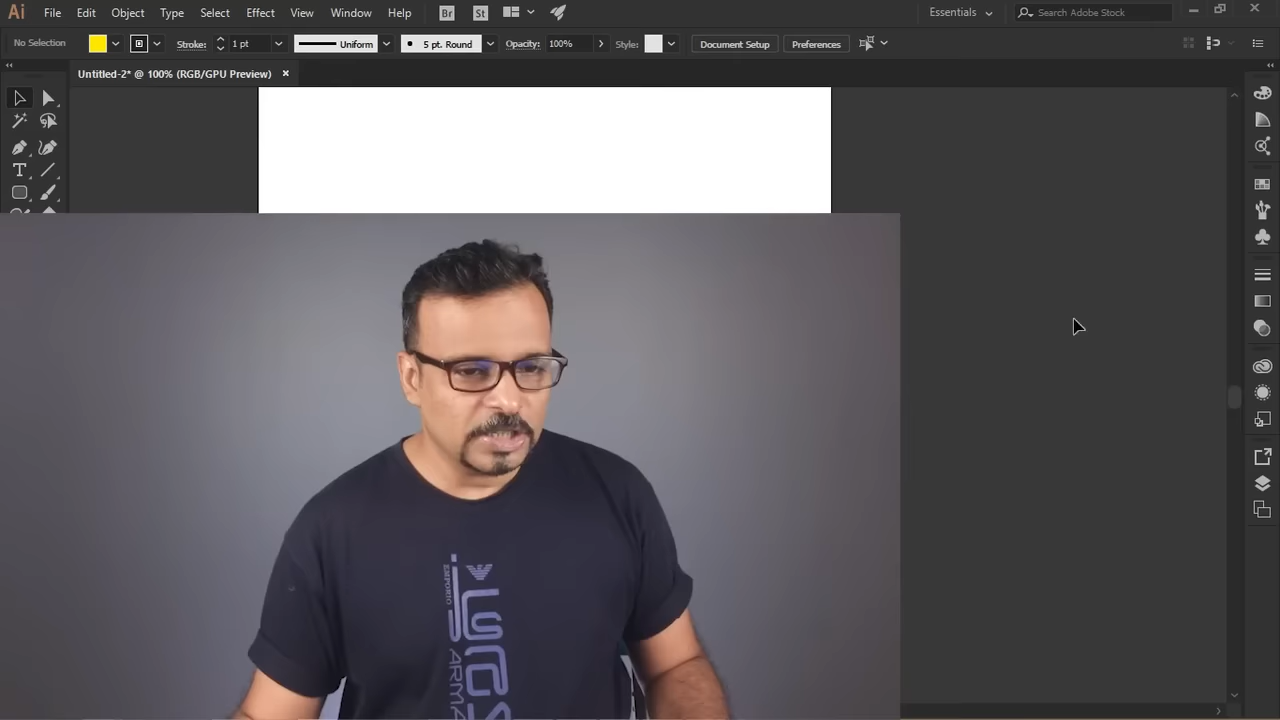 Ai File Edit Object Type Select Effect View Window Help Br St Essentials Search Adobe Stock
No Selection Stroke: 1 pt Uniform 5 pt. Round Opacity: 100% Style: Document Setup Preferences
Untitled-2* @ 100% (RGB/GPU Preview)
T
EMPORIO
ARMA